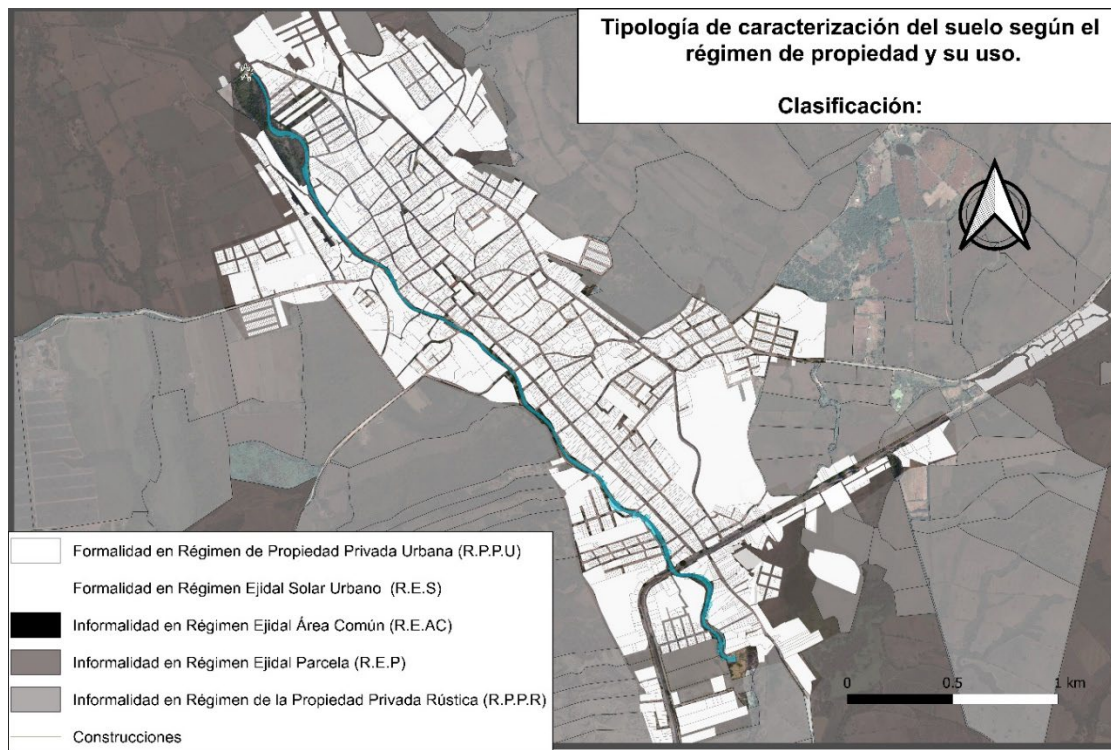 Tipología de caracterización del suelo según el
régimen de propiedad y su uso.
Clasificación:
Formalidad en Régimen de Propiedad Privada Urbana (R.P.P.U)
Formalidad en Régimen Ejidal Solar Urbano (R.E.S)
Informalidad en Régimen Ejidal Área Común (R.E.AC)
Informalidad en Régimen Ejidal Parcela (R.E.P)
Informalidad en Régimen de la Propiedad Privada Rústica (R.P.P.R)
Construcciones
0 0.5 1 km